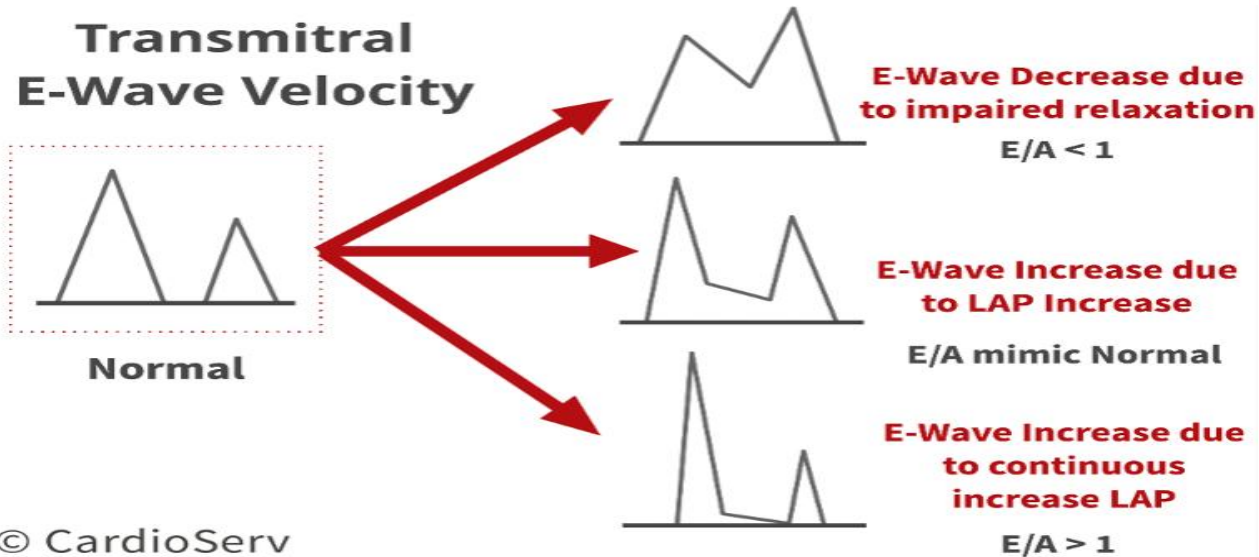 Transmitral
E-Wave Velocity
Normal
E-Wave Decrease due
to impaired relaxation
E/A < 1
E-Wave Increase due
to LAP Increase
E/A mimic Normal
E-Wave Increase due
to continuous
increase LAP
E/A > 1
© CardioServ